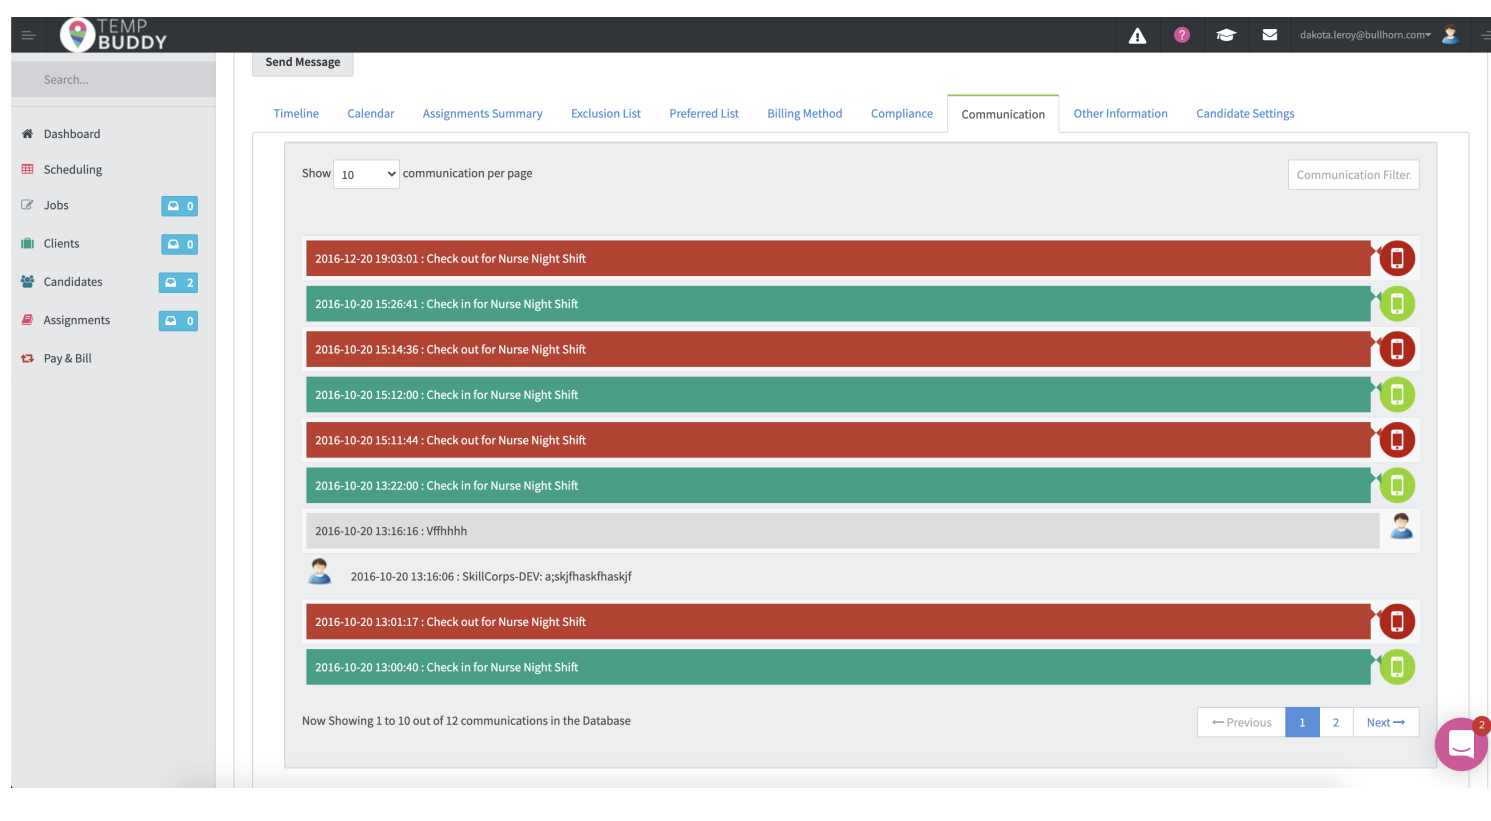 TEMP
BUDDY
?
dakota.leroy@bullhorn.com
Search...
Send Message
Timeline Calendar Assignments Summary Exclusion List Preferred List Billing Method Compliance Communication Other Information Candidate Settings
Dashboard
Scheduling
Jobs 0
Clients 0
Candidates 2
Assignments 0
Pay & Bill
Show 10 communication per page
Communication Filter.
2016-12-20 19:03:01 : Check out for Nurse Night Shift
2016-10-20 15:26:41 : Check in for Nurse Night Shift
2016-10-20 15:14:36 : Check out for Nurse Night Shift
2016-10-20 15:12:00 : Check in for Nurse Night Shift
2016-10-20 15:11:44 : Check out for Nurse Night Shift
2016-10-20 13:22:00 : Check in for Nurse Night Shift
2016-10-20 13:16:16 : Vffhhhh
2016-10-20 13:16:06 : SkillCorps-DEV: a;skjfhaskfhaskjf
2016-10-20 13:01:17 : Check out for Nurse Night Shift
2016-10-20 13:00:40 : Check in for Nurse Night Shift
Now Showing 1 to 10 out of 12 communications in the Database
← Previous 1 2 Next →
2